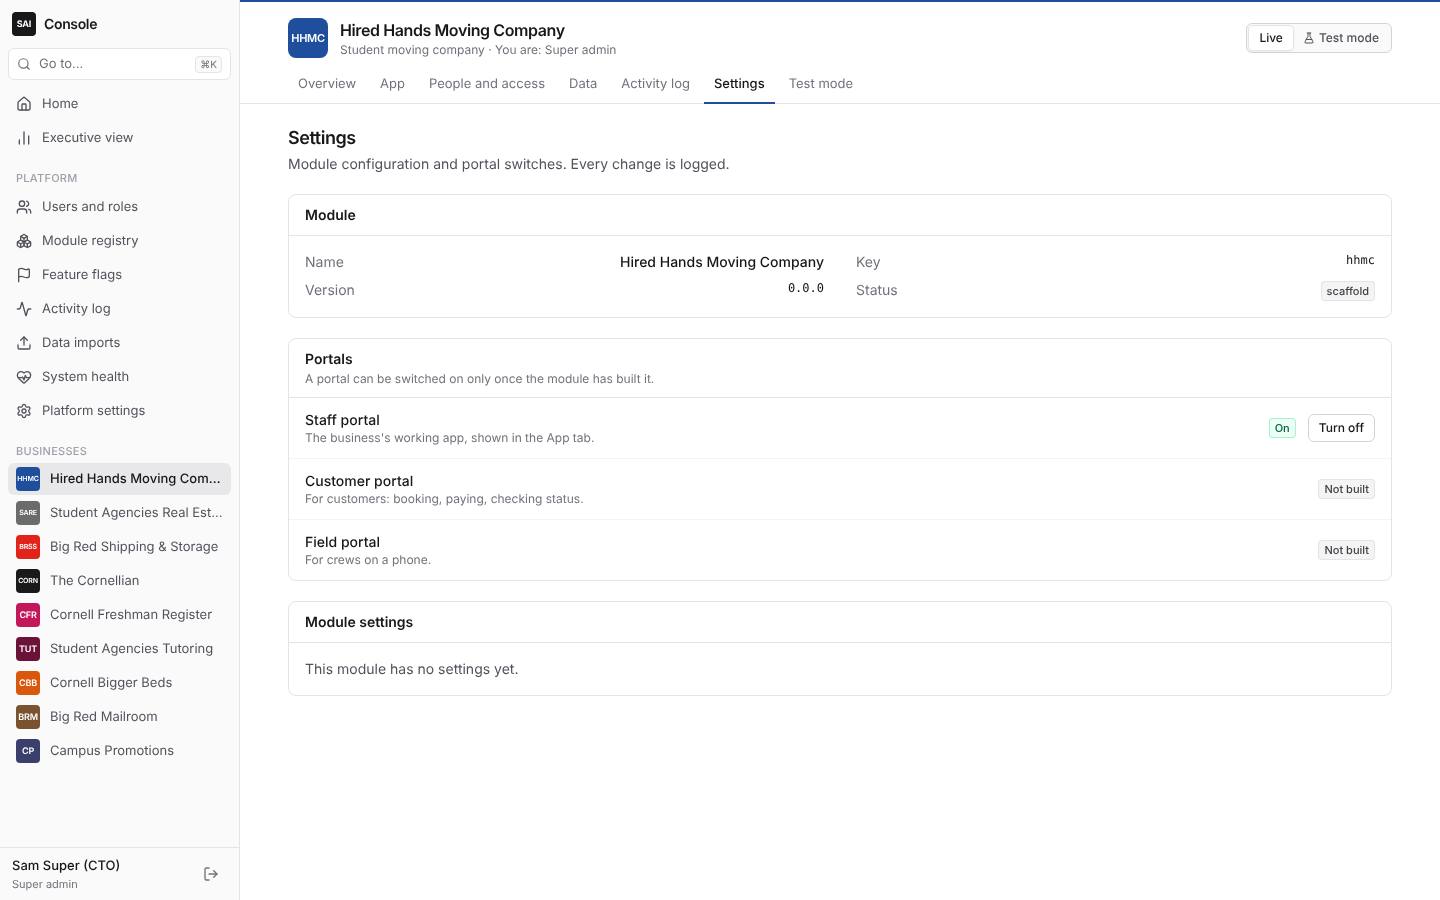 SAI Console
Go to... ⌘K
Home
Executive view
PLATFORM
Users and roles
Module registry
Feature flags
Activity log
Data imports
System health
Platform settings
BUSINESSES
HHMC Hired Hands Moving Com...
SARE Student Agencies Real Est...
BRSS Big Red Shipping & Storage
CORN The Cornellian
CFR Cornell Freshman Register
TUT Student Agencies Tutoring
CBB Cornell Bigger Beds
BRM Big Red Mailroom
CP Campus Promotions
Sam Super (CTO)
Super admin
HHMC Hired Hands Moving Company
Student moving company · You are: Super admin
Live Test mode
Overview App People and access Data Activity log Settings Test mode
Settings
Module configuration and portal switches. Every change is logged.
Module
Name Hired Hands Moving Company Key hhmc
Version 0.0.0 Status scaffold
Portals
A portal can be switched on only once the module has built it.
Staff portal
The business's working app, shown in the App tab.
On Turn off
Customer portal
For customers: booking, paying, checking status.
Not built
Field portal
For crews on a phone.
Not built
Module settings
This module has no settings yet.